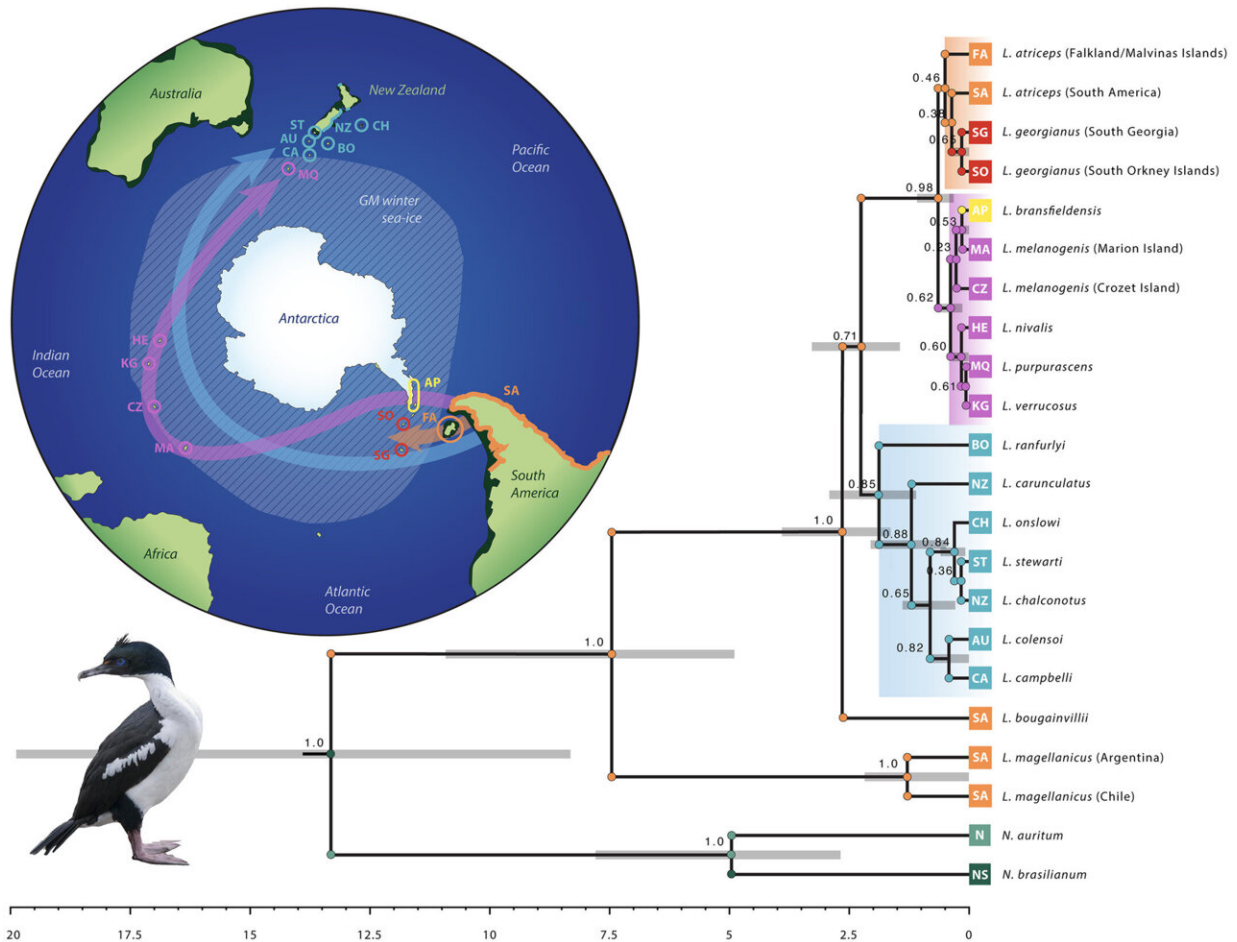 Australia
New Zealand
ST
NZ
CH
AU
BO
CA
MQ
Pacific
Ocean
GM winter
sea-ice
Antarctica
Indian
Ocean
HE
KG
CZ
MA
AP
SA
SO
FA
SG
South
America
Africa
Atlantic
Ocean
FA L. atriceps (Falkland/Malvinas Islands)
0.46
SA L. atriceps (South America)
0.38
SG L. georgianus (South Georgia)
0.65
SO L. georgianus (South Orkney Islands)
0.98
AP L. bransfieldensis
0.53
MA L. melanogenis (Marion Island)
0.23
CZ L. melanogenis (Crozet Island)
0.62
HE L. nivalis
0.71
0.60
MQ L. purpurascens
0.61
KG L. verrucosus
BO L. ranfurlyi
0.85
NZ L. carunculatus
1.0
CH L. onslowi
0.88
0.84
ST L. stewarti
0.36
0.65
NZ L. chalconotus
AU L. colensoi
1.0
0.82
CA L. campbelli
SA L. bougainvillii
1.0
SA L. magellanicus (Argentina)
1.0
SA L. magellanicus (Chile)
N N. auritum
1.0
NS N. brasilianum
20 17.5 15 12.5 10 7.5 5 2.5 0